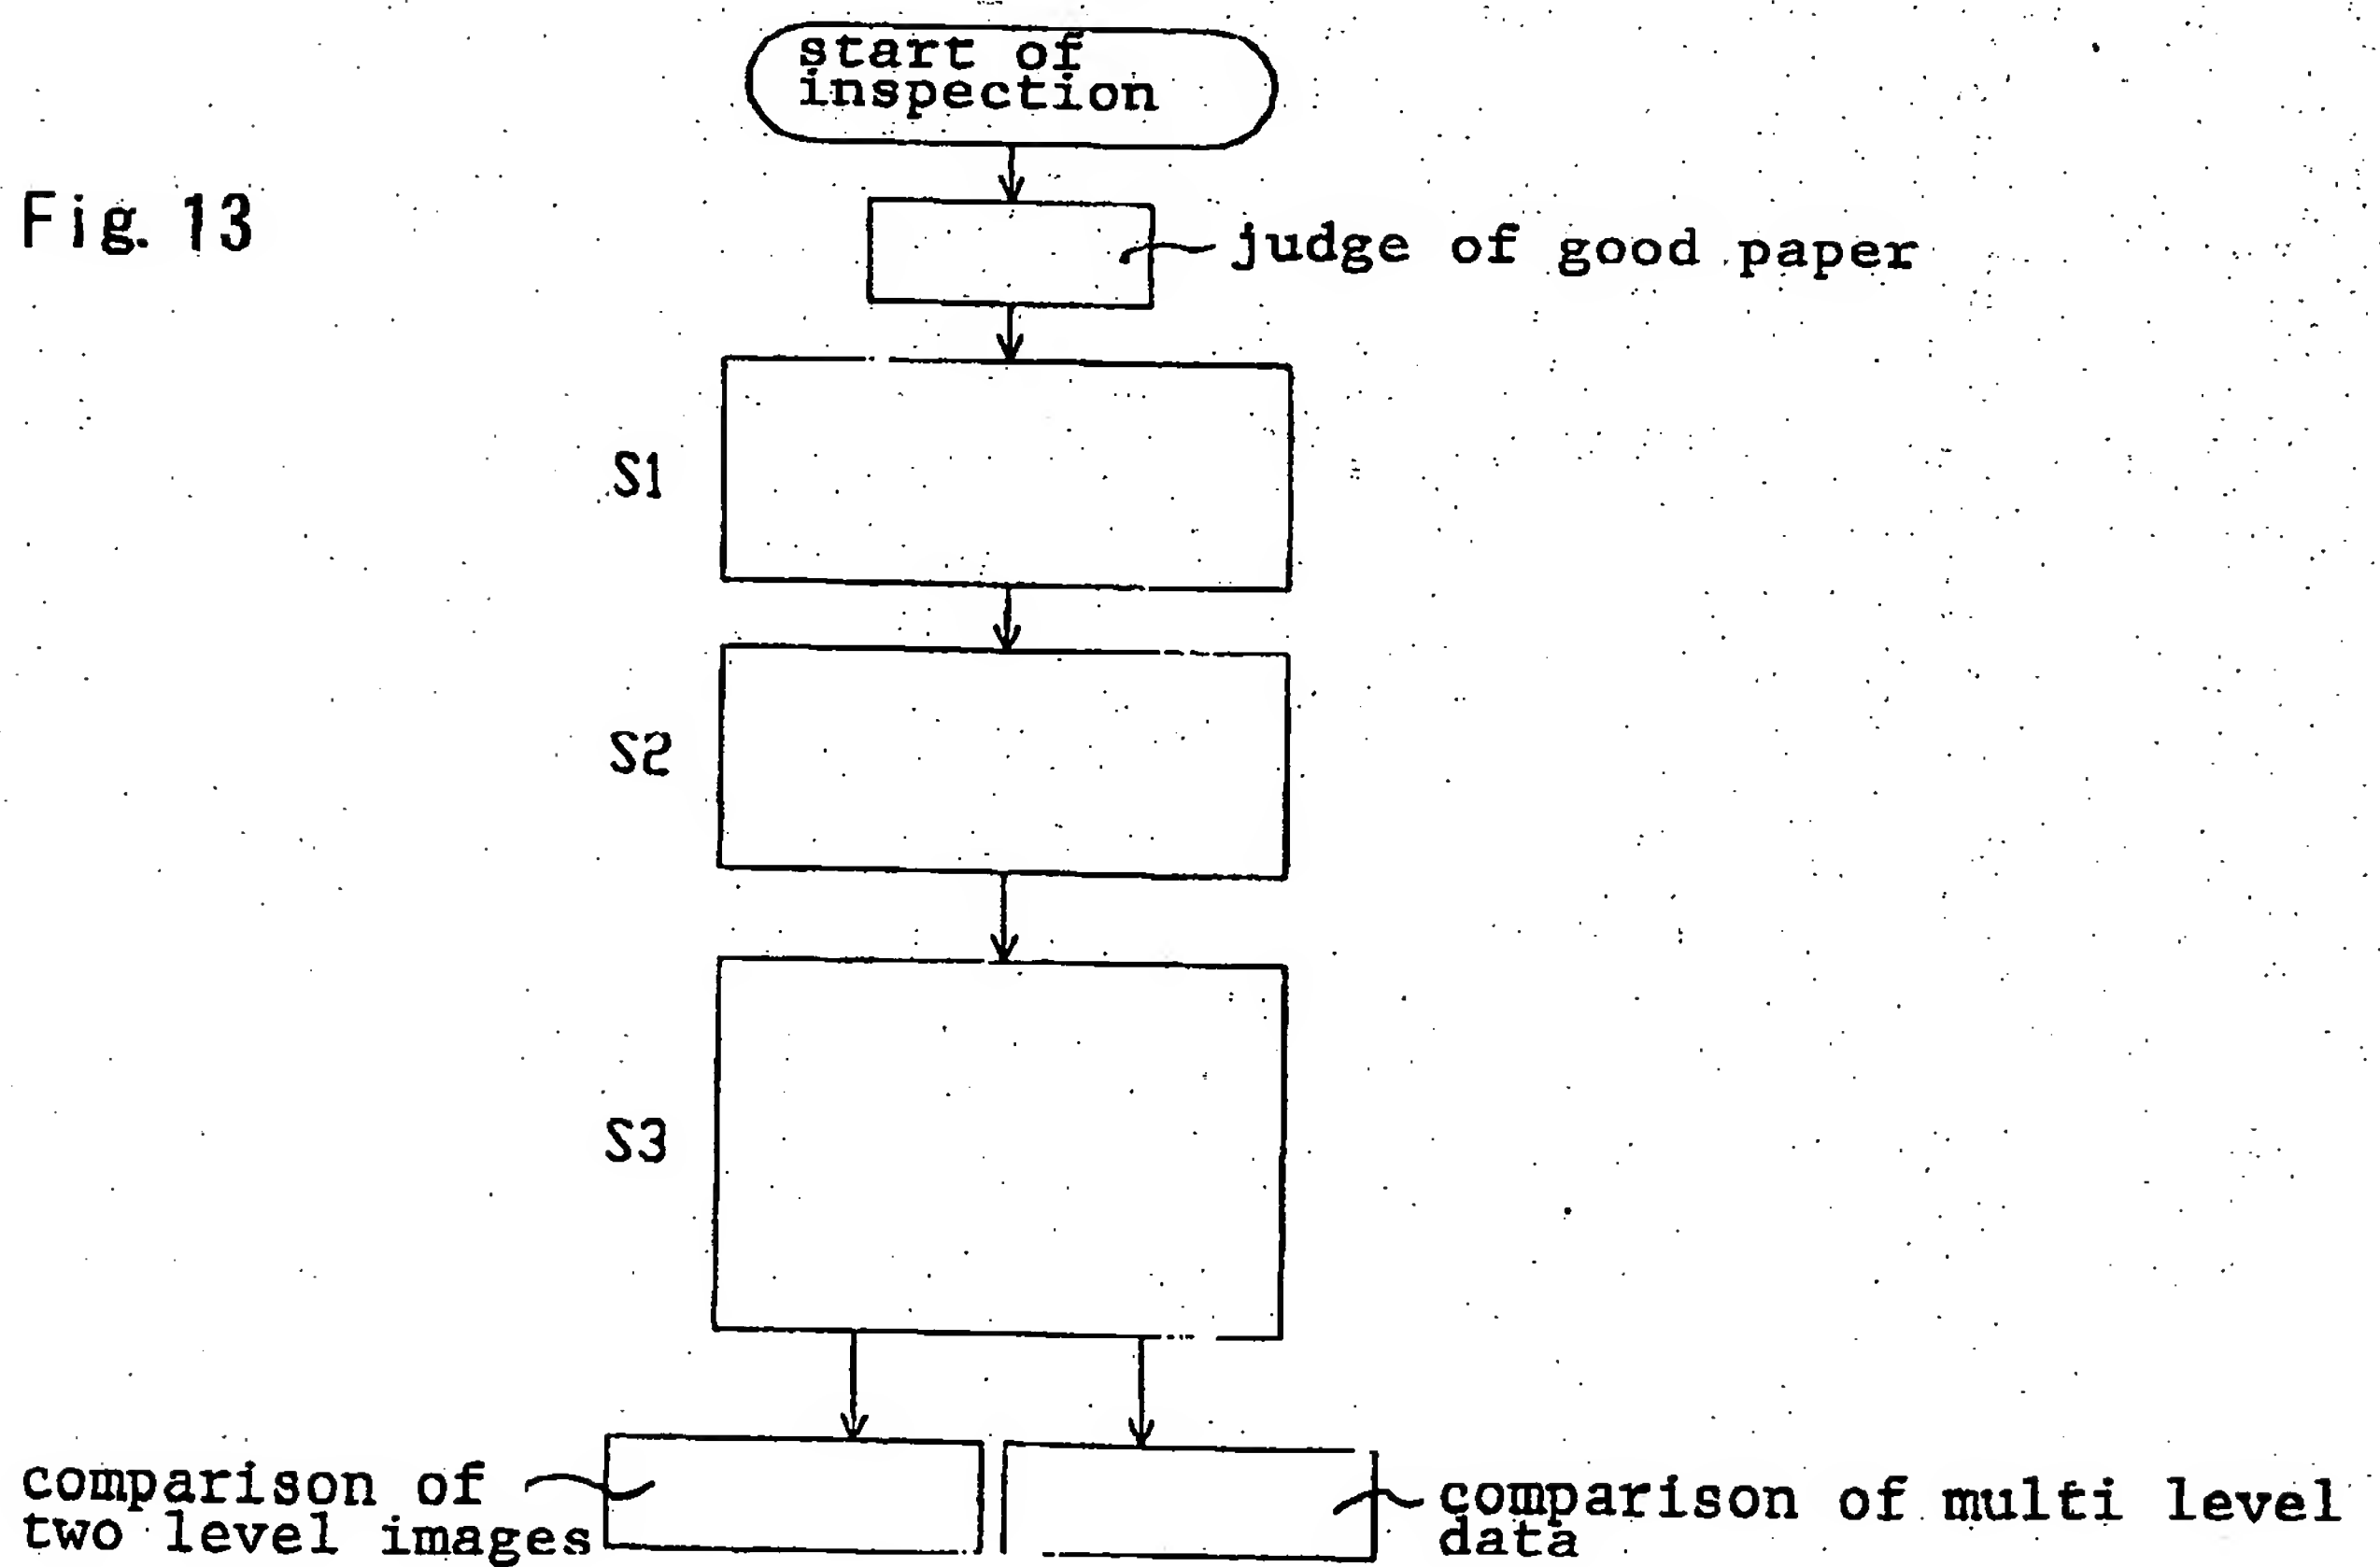 start of
inspection
Fig. 13
judge of good paper
S1
S2
S3
comparison of
two level images
comparison of multi level
data